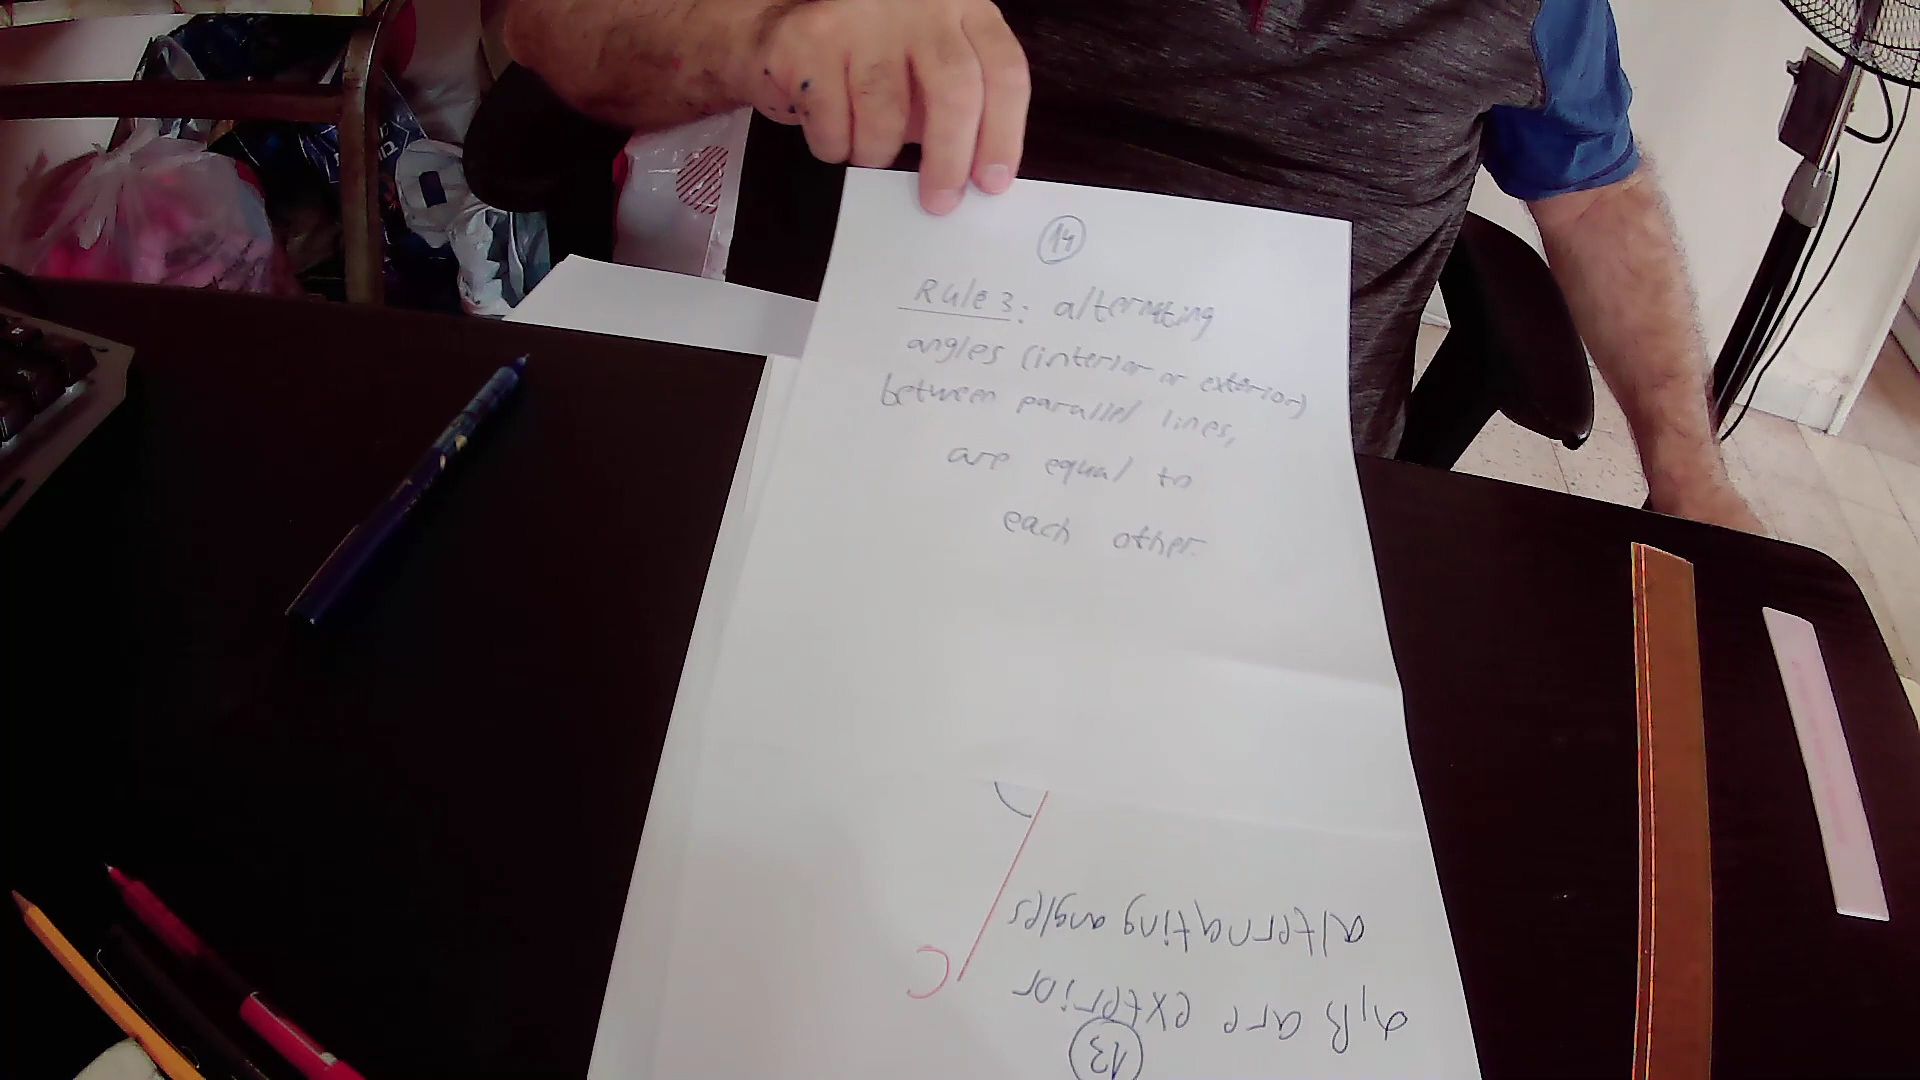 14
Rule 3: alternating
angles (interior or exterior)
between parallel lines,
are equal to
each other.
13
α,β are exterior
alternating angles
C